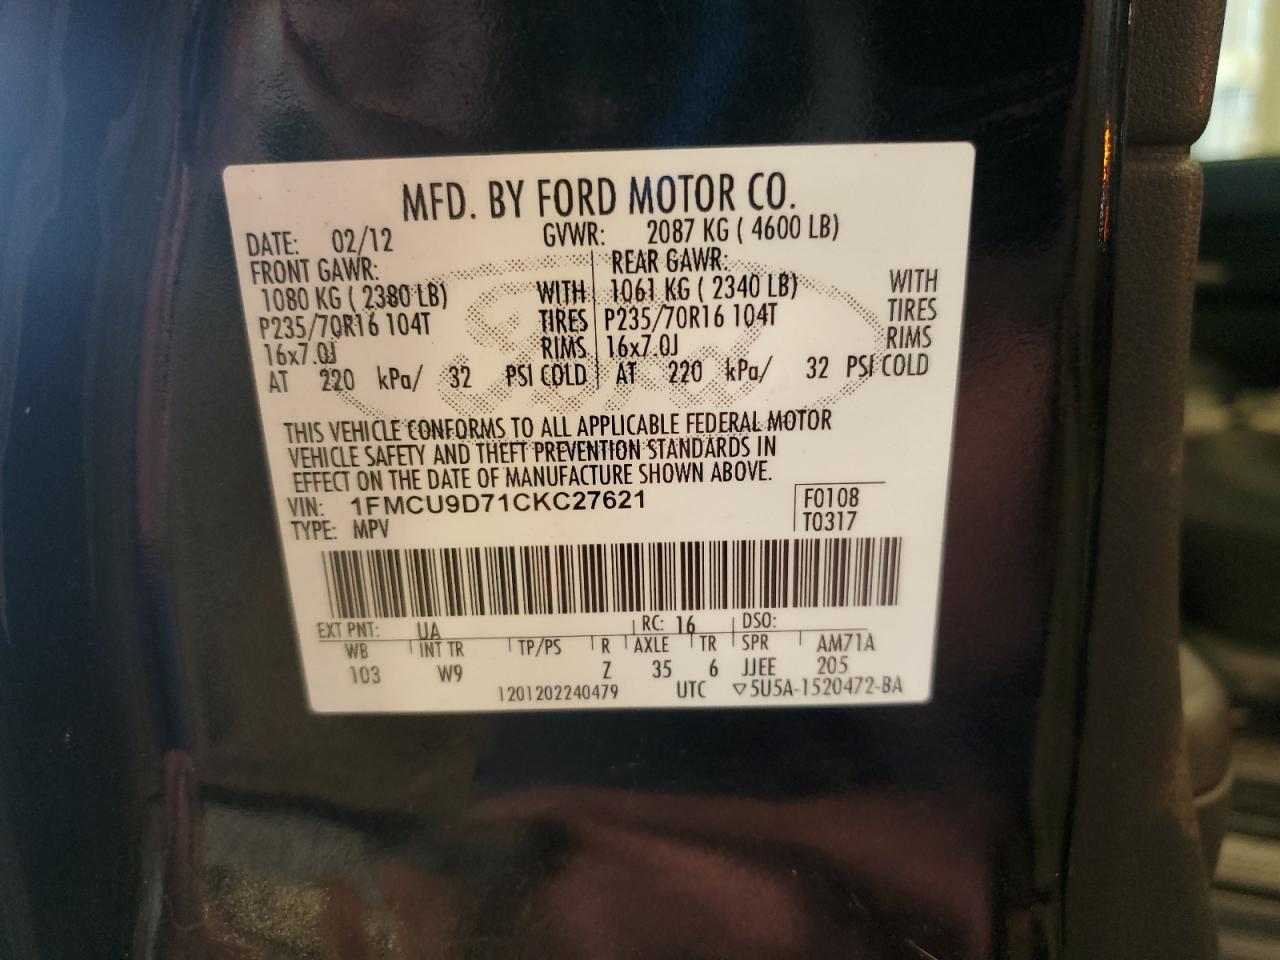 MFD. BY FORD MOTOR CO.
DATE: 02/12 GVWR: 2087 KG ( 4600 LB)
FRONT GAWR: REAR GAWR:
1080 KG ( 2380 LB) WITH 1061 KG ( 2340 LB) WITH
P235/70R16 104T TIRES P235/70R16 104T TIRES
16x7.0J RIMS 16x7.0J RIMS
AT 220 kPa/ 32 PSI COLD AT 220 kPa/ 32 PSI COLD
Ford
THIS VEHICLE CONFORMS TO ALL APPLICABLE FEDERAL MOTOR
VEHICLE SAFETY AND THEFT PREVENTION STANDARDS IN
EFFECT ON THE DATE OF MANUFACTURE SHOWN ABOVE.
VIN: 1FMCU9D71CKC27621 F0108
TYPE: MPV T0317
EXT PNT: UA RC: 16 DSO:
WB INT TR TP/PS R AXLE TR SPR AM71A
103 W9 Z 35 6 JJEE 205
1201202240479 UTC ▽5U5A-1520472-BA